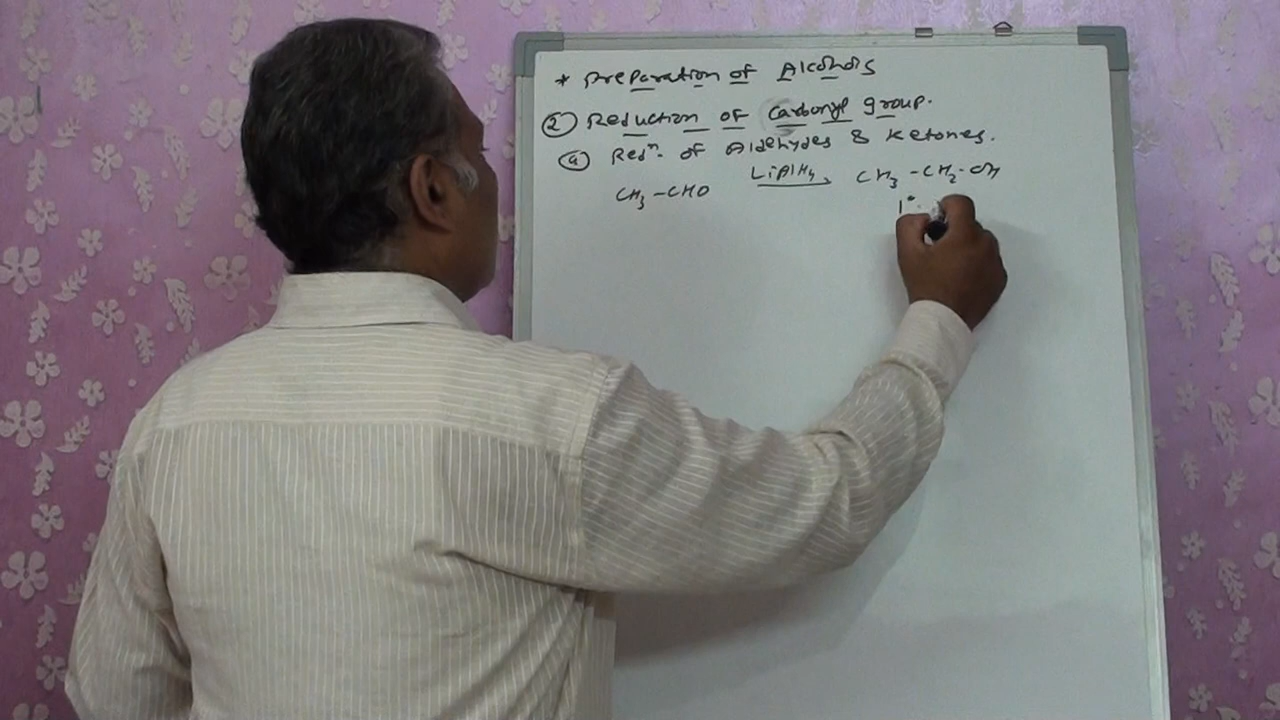 * Preparation of Alcohols
② Reduction of Carbonyl group.
ⓐ Redⁿ. of Aldehydes & Ketones.
CH₃-CHO LiAlH₄ CH₃-CH₂-OH
1°